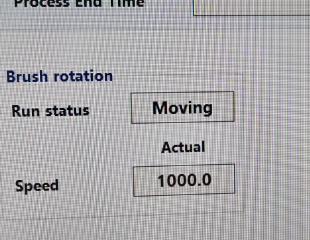 Process End Time
Brush rotation
Run status Moving
Actual
Speed 1000.0